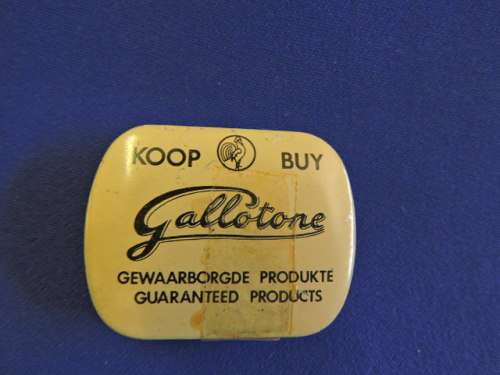 KOOP BUY
Gallotone
GEWAARBORGDE PRODUKTE
GUARANTEED PRODUCTS